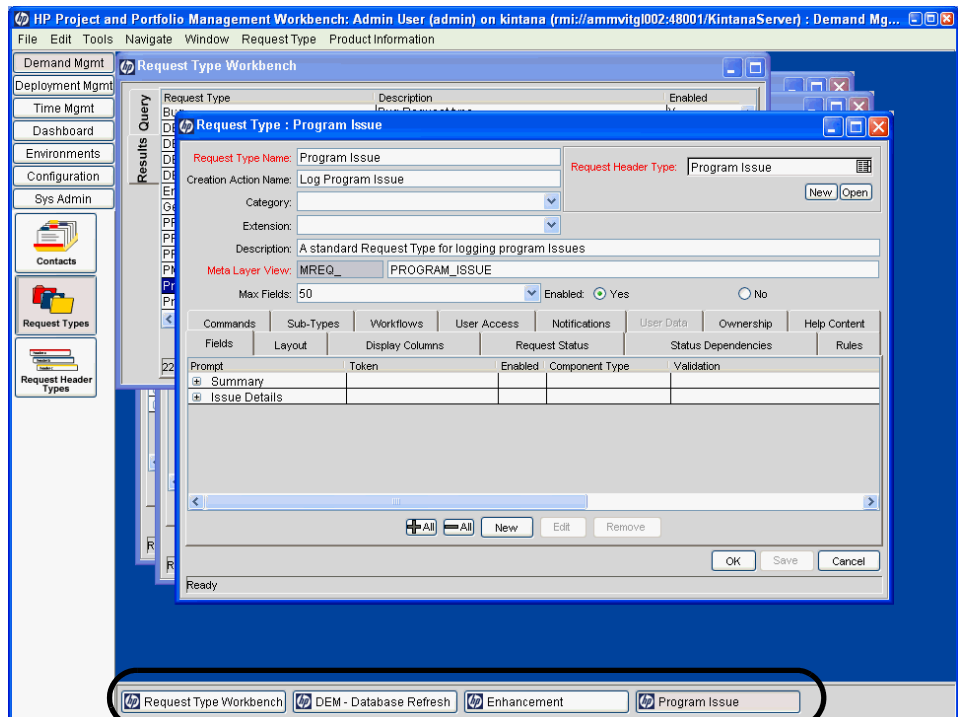 HP Project and Portfolio Management Workbench: Admin User (admin) on kintana (rmi://ammvitgl002:48001/KintanaServer) : Demand Mg...
File Edit Tools Navigate Window Request Type Product Information
Demand Mgmt
Deployment Mgmt
Time Mgmt
Dashboard
Environments
Configuration
Sys Admin
Contacts
Request Types
Request Header Types
Request Type Workbench
Query
Results
Request Type Description Enabled
Request Type : Program Issue
Request Type Name: Program Issue
Request Header Type: Program Issue
Creation Action Name: Log Program Issue
New Open
Category:
Extension:
Description: A standard Request Type for logging program Issues
Meta Layer View: MREQ_ PROGRAM_ISSUE
Max Fields: 50 Enabled: Yes No
Commands Sub-Types Workflows User Access Notifications User Data Ownership Help Content
Fields Layout Display Columns Request Status Status Dependencies Rules
Prompt Token Enabled Component Type Validation
Summary
Issue Details
All All New Edit Remove
OK Save Cancel
Ready
Request Type Workbench DEM - Database Refresh Enhancement Program Issue